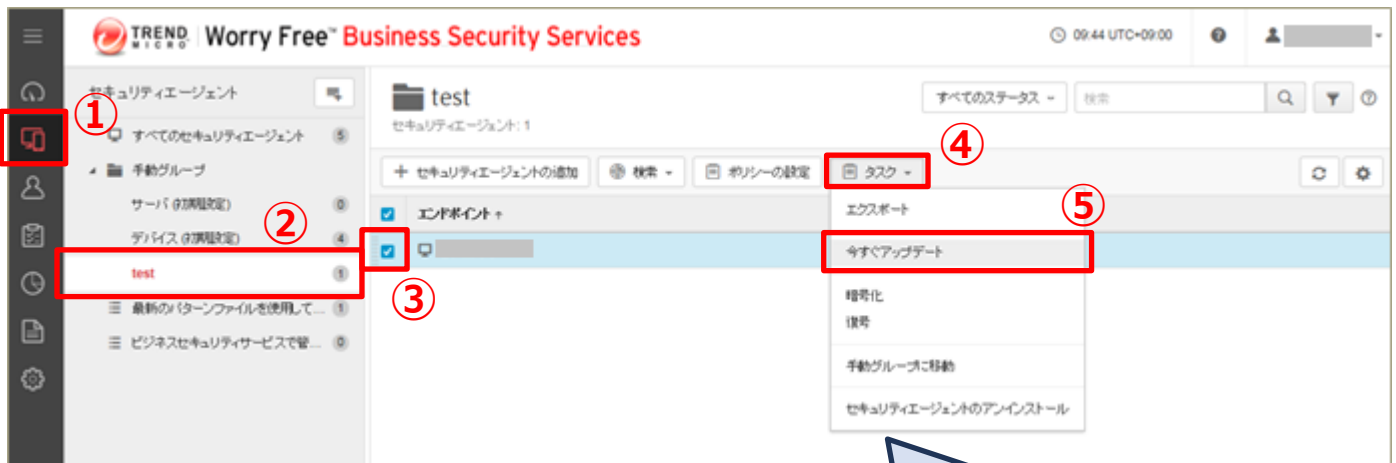 TREND MICRO Worry Free™ Business Security Services
09:44 UTC+09:00
セキュリティエージェント
①
すべてのセキュリティエージェント 5
手動グループ
サーバ (初期設定) 0
②
デバイス (初期設定) 4
test 1
最新のパターンファイルを使用して... 1
ビジネスセキュリティサービスで管... 0
test
セキュリティエージェント: 1
すべてのステータス
検索
④
+ セキュリティエージェントの追加
検索
ポリシーの設定
タスク
エンドポイント ↑
③
エクスポート
⑤
今すぐアップデート
暗号化
復号
手動グループに移動
セキュリティエージェントのアンインストール